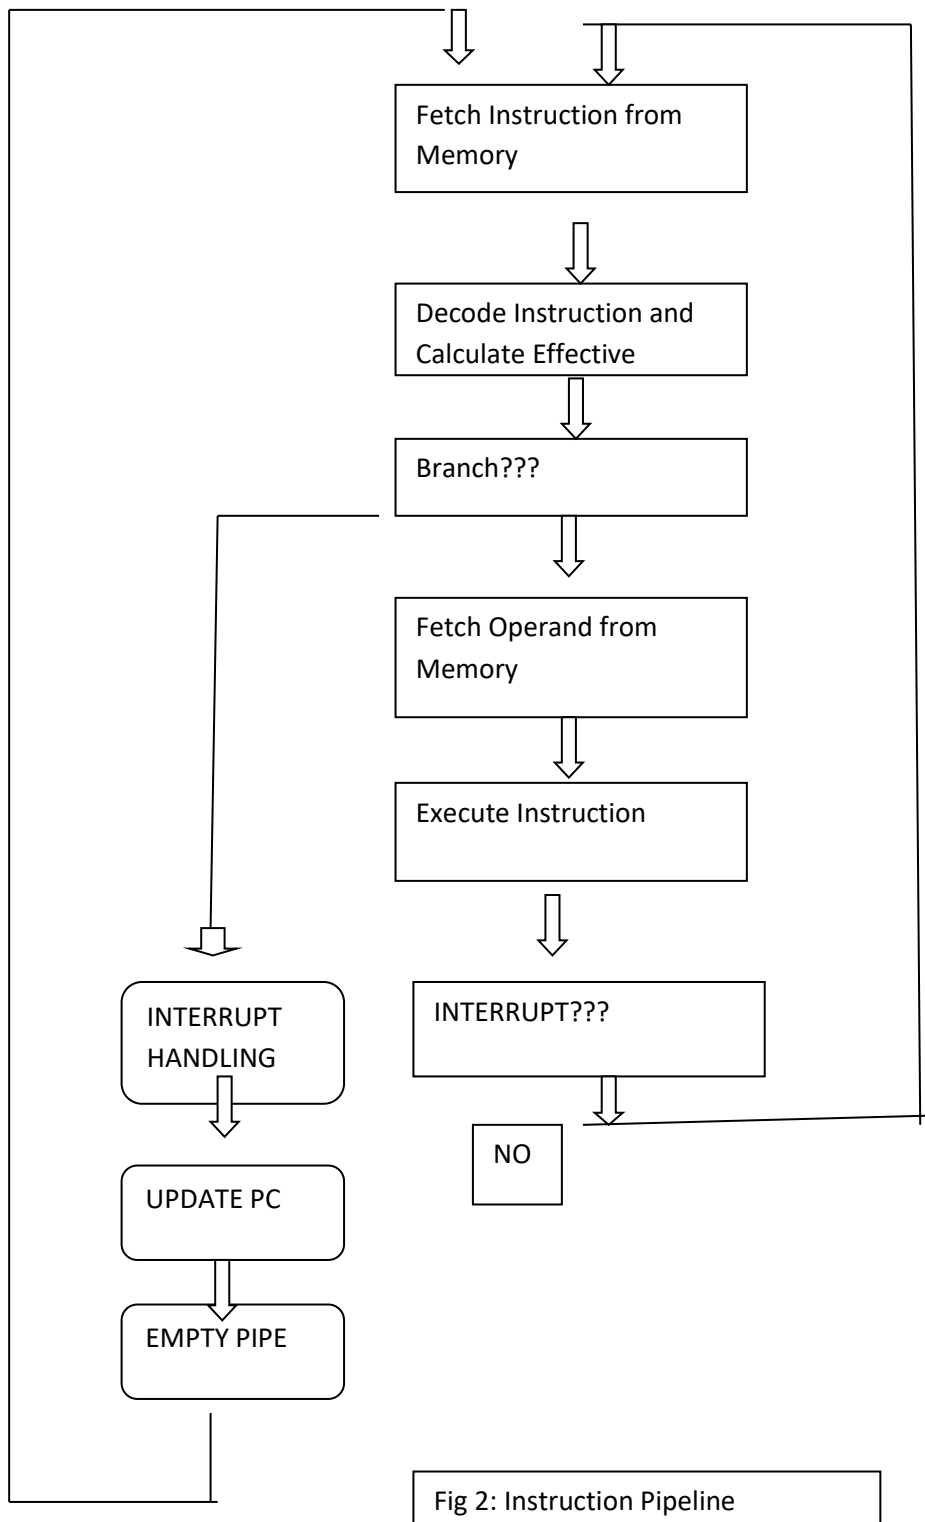 Fetch Instruction from
Memory
Decode Instruction and
Calculate Effective
Branch???
Fetch Operand from
Memory
Execute Instruction
INTERRUPT
HANDLING
INTERRUPT???
NO
UPDATE PC
EMPTY PIPE
Fig 2: Instruction Pipeline